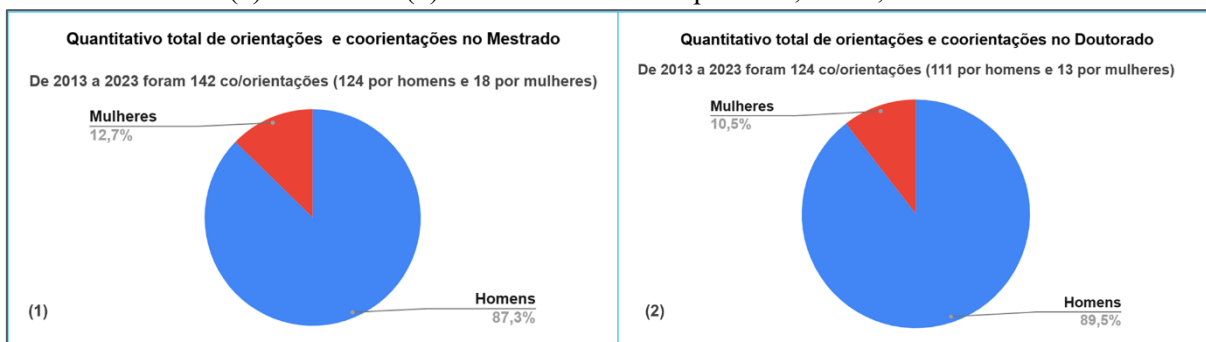 Quantitativo total de orientações e coorientações no Mestrado
De 2013 a 2023 foram 142 co/orientações (124 por homens e 18 por mulheres)
Mulheres
12,7%
Homens
87,3%
(1)
Quantitativo total de orientações e coorientações no Doutorado
De 2013 a 2023 foram 124 co/orientações (111 por homens e 13 por mulheres)
Mulheres
10,5%
Homens
89,5%
(2)